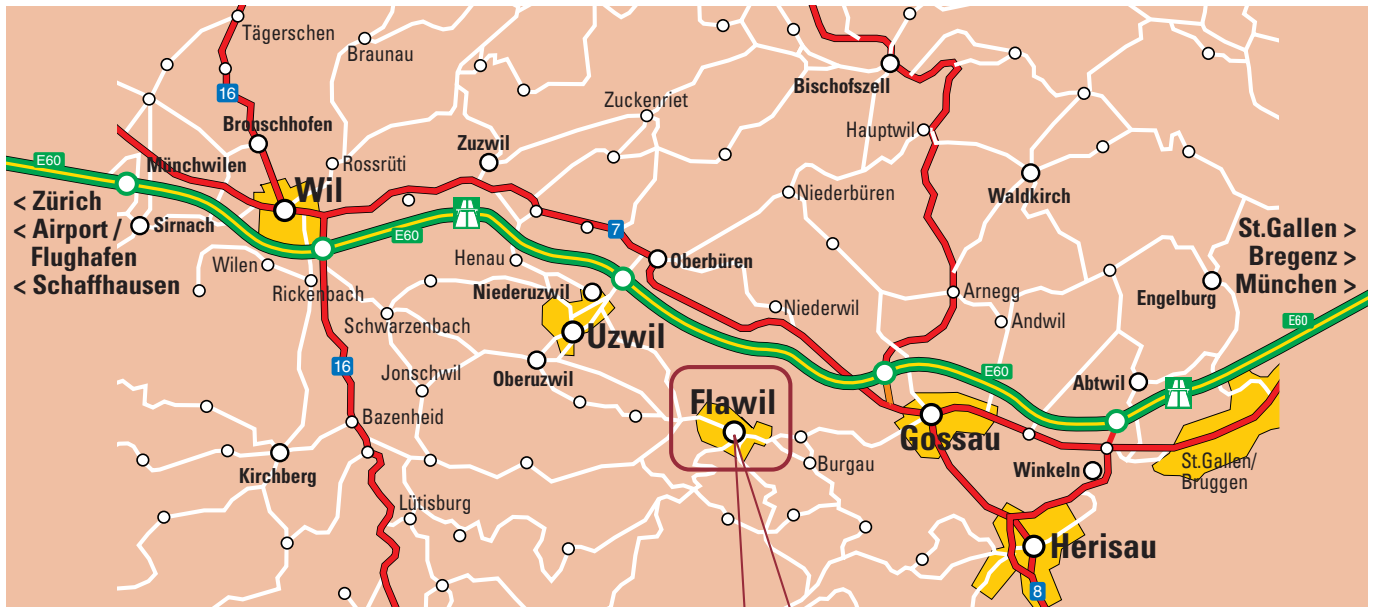 Tägerschen
Braunau
Bischofszell
16
Zuckenriet
Bronschhofen
Hauptwil
Zuzwil
E60
Münchwilen
Rossrüti
Wil
Niederbüren
Waldkirch
< Zürich
< Airport /
Flughafen
< Schaffhausen
Sirnach
E60
7
St.Gallen >
Bregenz >
München >
Wilen
Henau
Oberbüren
Rickenbach
Niederuzwil
Arnegg
Engelburg
Schwarzenbach
Niederwil
Andwil
E60
Uzwil
16
Jonschwil
Oberuzwil
E60
Abtwil
Flawil
Bazenheid
Gossau
Kirchberg
Burgau
Winkeln
St.Gallen/
Bruggen
Lütisburg
Herisau
8